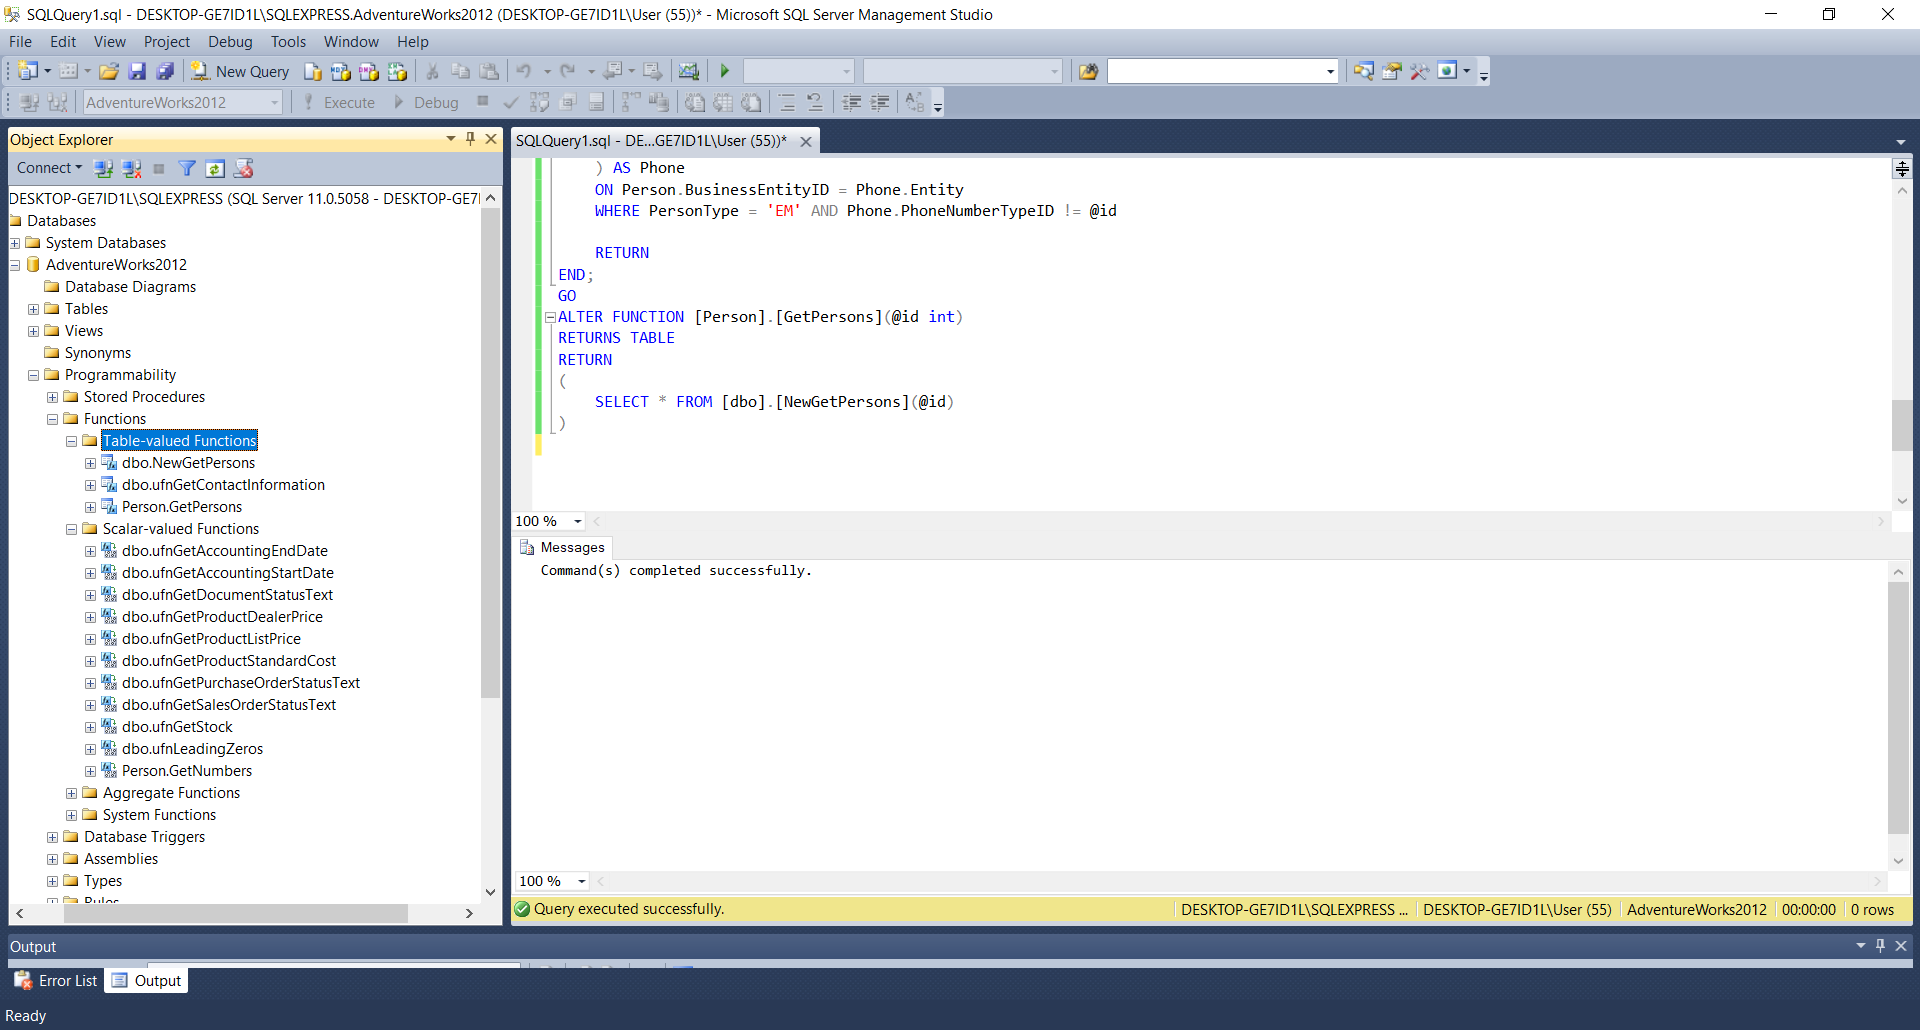 SQLQuery1.sql - DESKTOP-GE7ID1L\SQLEXPRESS.AdventureWorks2012 (DESKTOP-GE7ID1L\User (55))* - Microsoft SQL Server Management Studio
File Edit View Project Debug Tools Window Help
New Query
AdventureWorks2012 Execute Debug
Object Explorer
Connect
DESKTOP-GE7ID1L\SQLEXPRESS (SQL Server 11.0.5058 - DESKTOP-GE7I
Databases
System Databases
AdventureWorks2012
Database Diagrams
Tables
Views
Synonyms
Programmability
Stored Procedures
Functions
Table-valued Functions
dbo.NewGetPersons
dbo.ufnGetContactInformation
Person.GetPersons
Scalar-valued Functions
dbo.ufnGetAccountingEndDate
dbo.ufnGetAccountingStartDate
dbo.ufnGetDocumentStatusText
dbo.ufnGetProductDealerPrice
dbo.ufnGetProductListPrice
dbo.ufnGetProductStandardCost
dbo.ufnGetPurchaseOrderStatusText
dbo.ufnGetSalesOrderStatusText
dbo.ufnGetStock
dbo.ufnLeadingZeros
Person.GetNumbers
Aggregate Functions
System Functions
Database Triggers
Assemblies
Types
Rules
SQLQuery1.sql - DE...GE7ID1L\User (55))*
) AS Phone
ON Person.BusinessEntityID = Phone.Entity
WHERE PersonType = 'EM' AND Phone.PhoneNumberTypeID != @id
RETURN
END;
GO
ALTER FUNCTION [Person].[GetPersons](@id int)
RETURNS TABLE
RETURN
(
SELECT * FROM [dbo].[NewGetPersons](@id)
)
100 %
Messages
Command(s) completed successfully.
100 %
Query executed successfully. DESKTOP-GE7ID1L\SQLEXPRESS ... DESKTOP-GE7ID1L\User (55) AdventureWorks2012 00:00:00 0 rows
Output
Error List Output
Ready